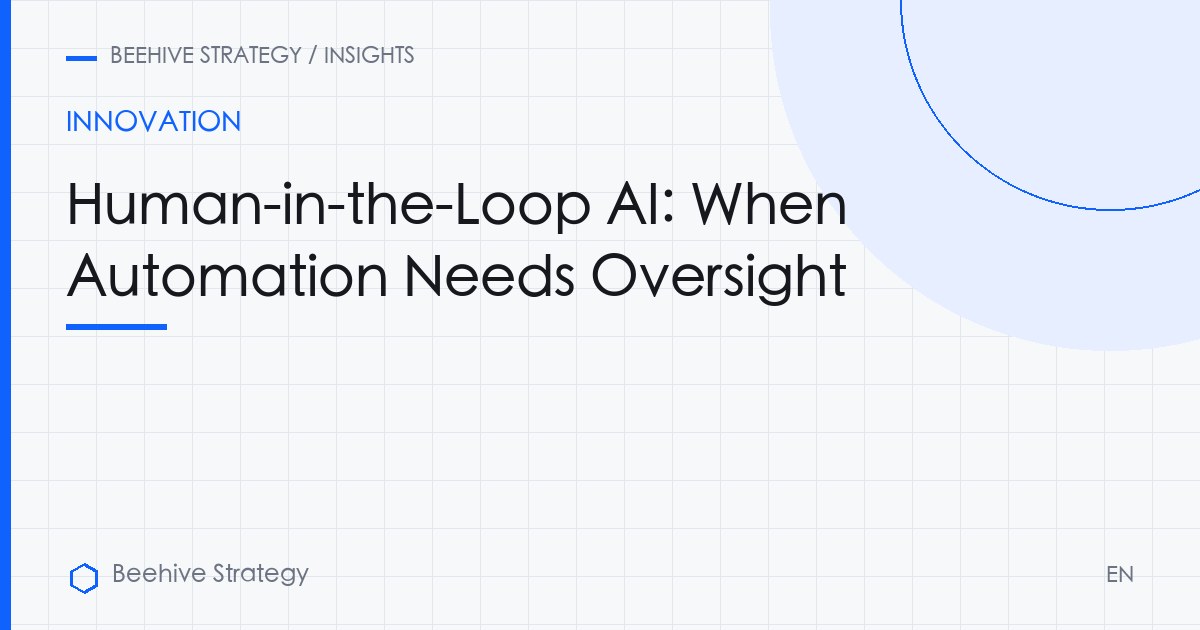 BEEHIVE STRATEGY / INSIGHTS
INNOVATION
Human-in-the-Loop AI: When
Automation Needs Oversight
Beehive Strategy
EN